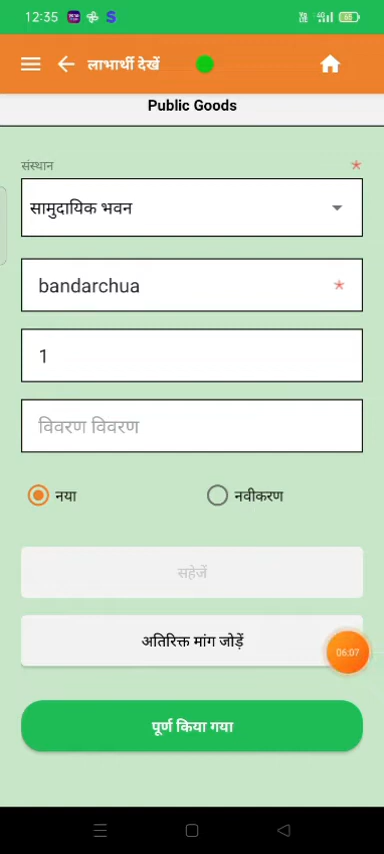 12:35
लाभार्थी देखें
Public Goods
संस्थान *
सामुदायिक भवन
bandarchua *
1
विवरण विवरण
नया
नवीकरण
सहेजें
अतिरिक्त मांग जोड़ें
06:07
पूर्ण किया गया